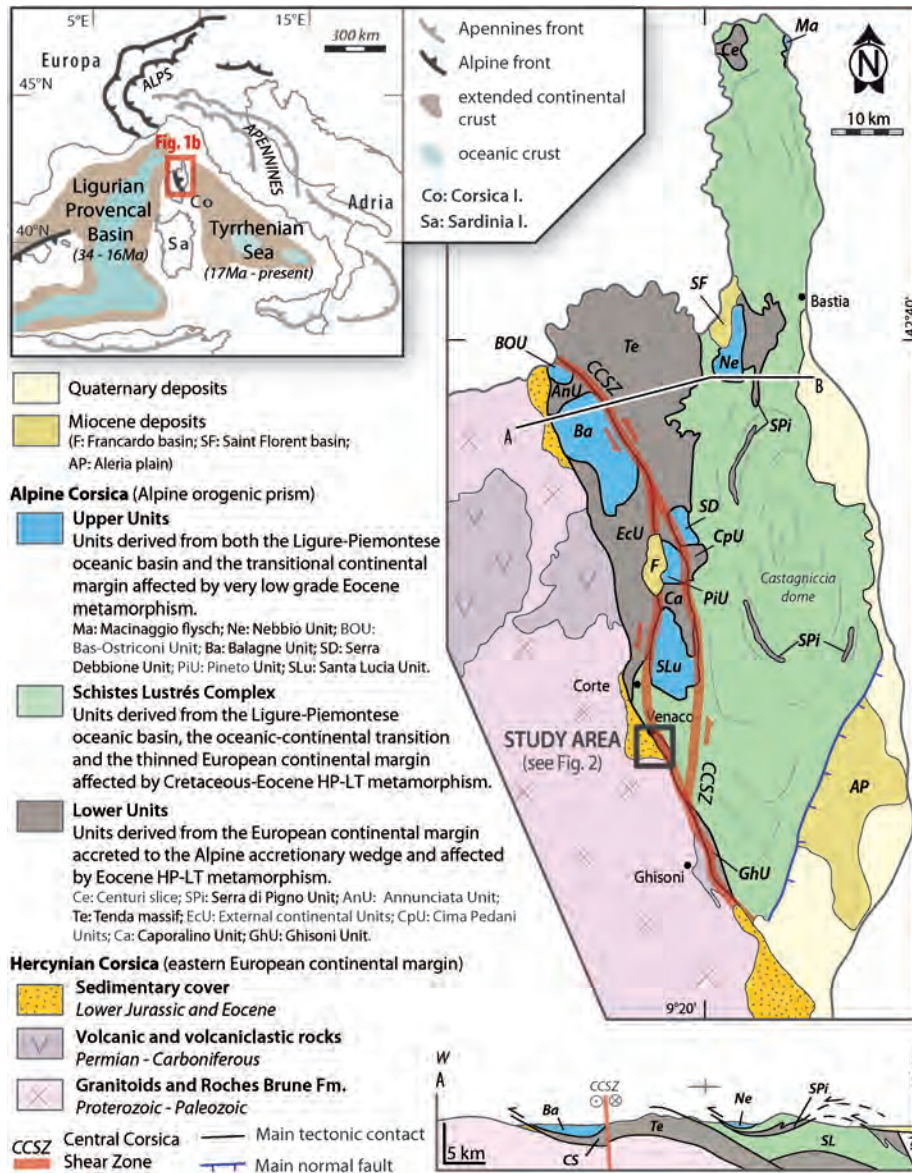 5°E
15°E
Europa
300 km
45°N
ALPS
APENNINES
Fig. 1b
Adria
Ligurian
Provencal
Basin
(34 - 16Ma)
Co
40°N
Sa
Tyrrhenian
Sea
(17Ma - present)
Apennines front
Alpine front
extended continental
crust
oceanic crust
Co: Corsica I.
Sa: Sardinia I.
Ce
Ma
N
10 km
SF
Bastia
42°40'
BOU
Te
CCSZ
Ne
AnU
A
B
Ba
SPi
SD
EcU
CpU
F
Castagniccia
dome
Ca
PiU
SPi
SLu
Corte
Venaco
STUDY AREA
(see Fig. 2)
CCSZ
AP
GhU
Ghisoni
9°20'
Quaternary deposits
Miocene deposits
(F: Francardo basin; SF: Saint Florent basin;
AP: Aleria plain)
Alpine Corsica (Alpine orogenic prism)
Upper Units
Units derived from both the Ligure-Piemontese
oceanic basin and the transitional continental
margin affected by very low grade Eocene
metamorphism.
Ma: Macinaggio flysch; Ne: Nebbio Unit; BOU:
Bas-Ostriconi Unit; Ba: Balagne Unit; SD: Serra
Debbione Unit; PiU: Pineto Unit; SLu: Santa Lucia Unit.
Schistes Lustrés Complex
Units derived from the Ligure-Piemontese
oceanic basin, the oceanic-continental transition
and the thinned European continental margin
affected by Cretaceous-Eocene HP-LT metamorphism.
Lower Units
Units derived from the European continental margin
accreted to the Alpine accretionary wedge and affected
by Eocene HP-LT metamorphism.
Ce: Centuri slice; SPi: Serra di Pigno Unit; AnU: Annunciata Unit;
Te: Tenda massif; EcU: External continental Units; CpU: Cima Pedani
Units; Ca: Caporalino Unit; GhU: Ghisoni Unit.
Hercynian Corsica (eastern European continental margin)
Sedimentary cover
Lower Jurassic and Eocene
Volcanic and volcaniclastic rocks
Permian - Carboniferous
Granitoids and Roches Brune Fm.
Proterozoic - Paleozoic
CCSZ Central Corsica
Shear Zone
Main tectonic contact
Main normal fault
W
A
CCSZ
Ba
Ne
SPi
Te
SL
CS
5 km